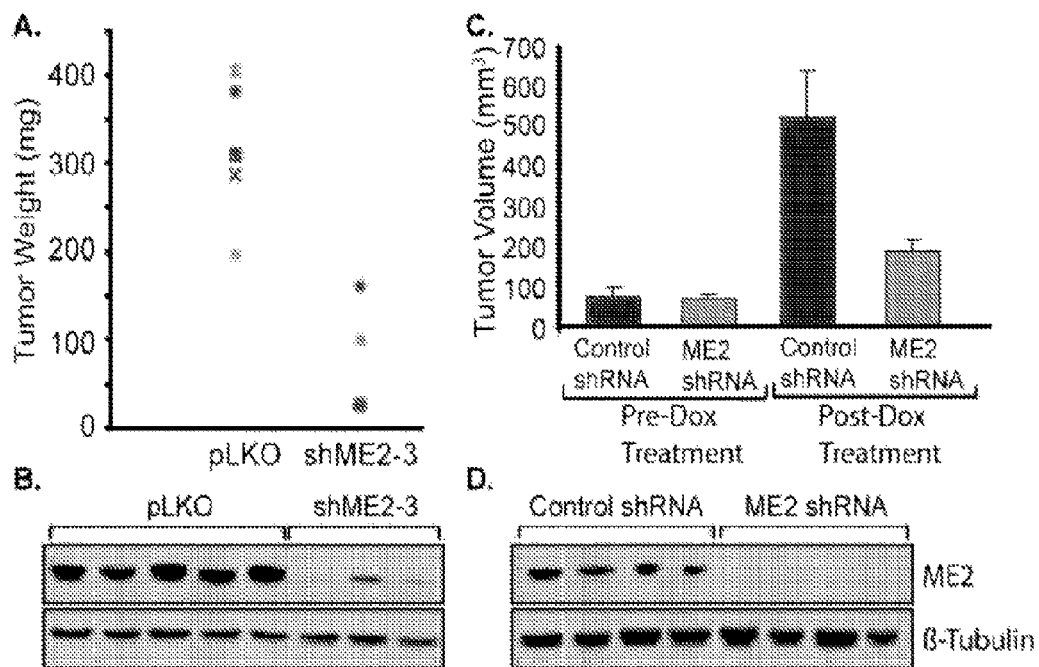 A.
Tumor Weight (mg)
400
300
200
100
0
pLKO
shME2-3
C.
Tumor Volume (mm³)
700
600
500
400
300
200
100
0
Control
shRNA
ME2
shRNA
Control
shRNA
ME2
shRNA
Pre-Dox
Treatment
Post-Dox
Treatment
B.
pLKO
shME2-3
D.
Control shRNA
ME2 shRNA
ME2
ß-Tubulin